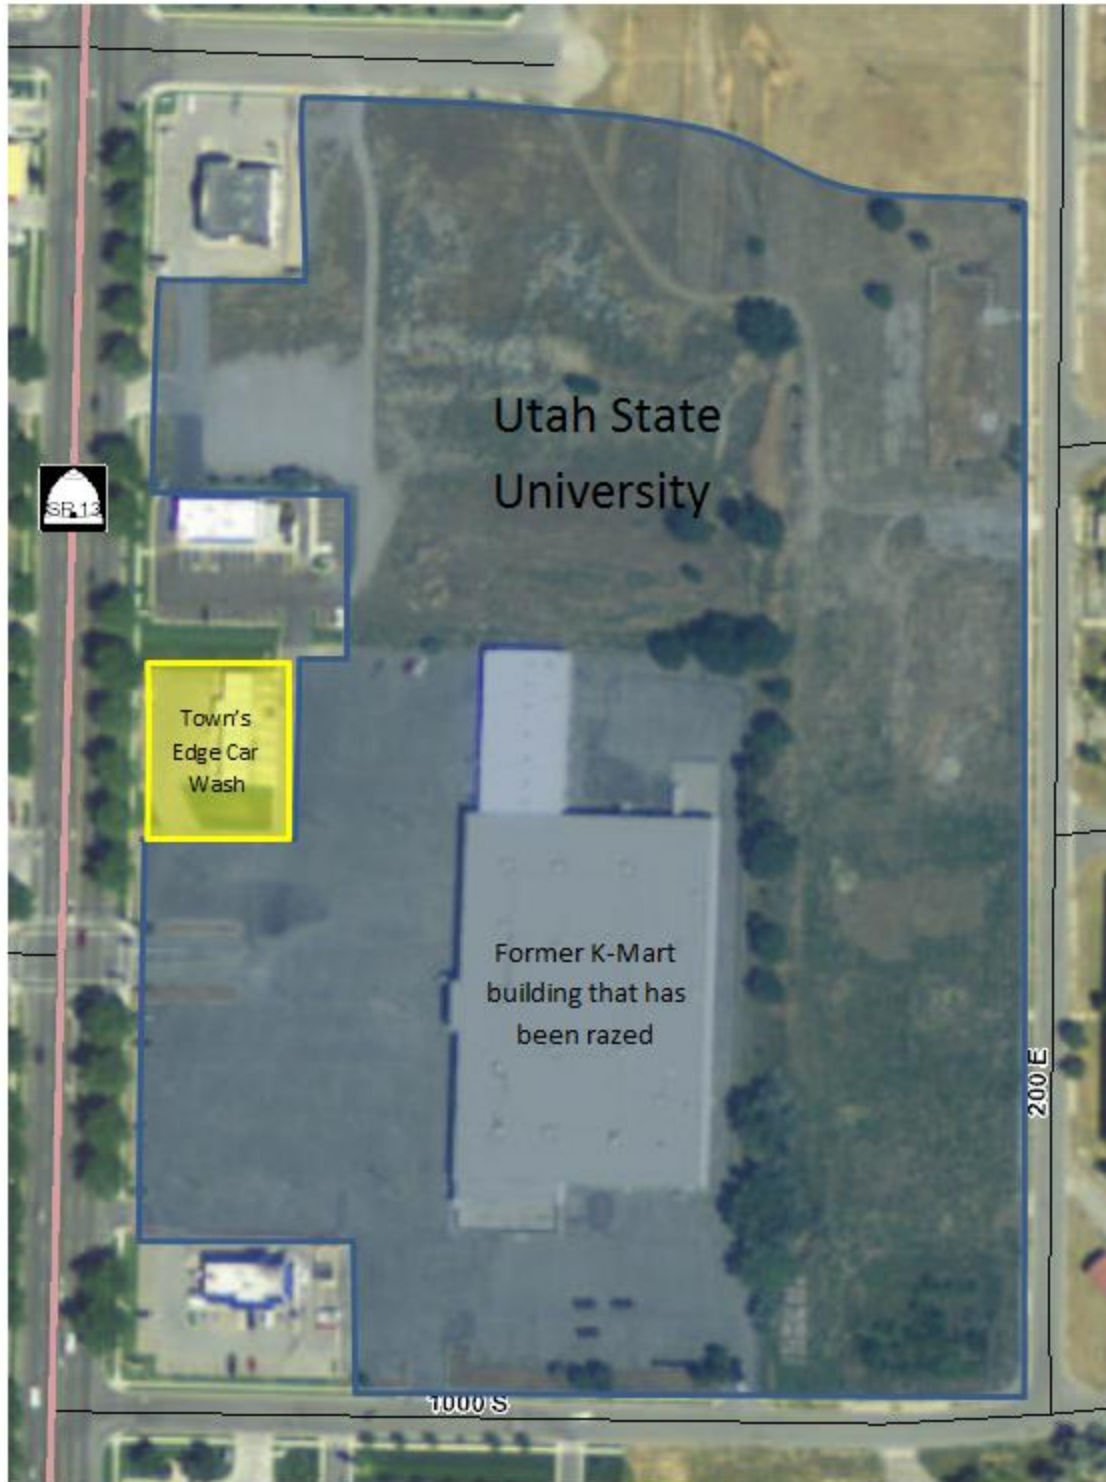 Utah State
University
SR 13
Town's
Edge Car
Wash
Former K-Mart
building that has
been razed
200 E
1000 S